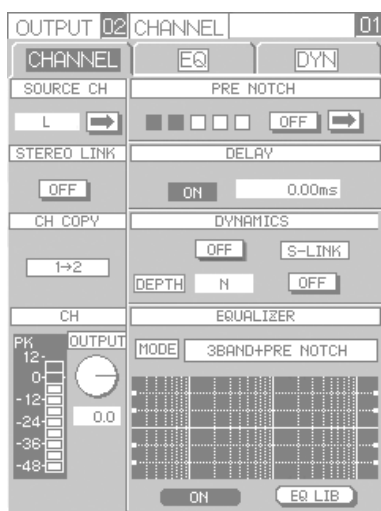 OUTPUT 02 CHANNEL 01
CHANNEL EQ DYN
SOURCE CH PRE NOTCH
L OFF
STEREO LINK DELAY
OFF ON 0.00ms
CH COPY DYNAMICS
OFF S-LINK
1→2
DEPTH N OFF
CH EQUALIZER
PK OUTPUT
MODE 3BAND+PRE NOTCH
12-
0-
-12-
-24- 0.0
-36-
-48-
ON EQ LIB